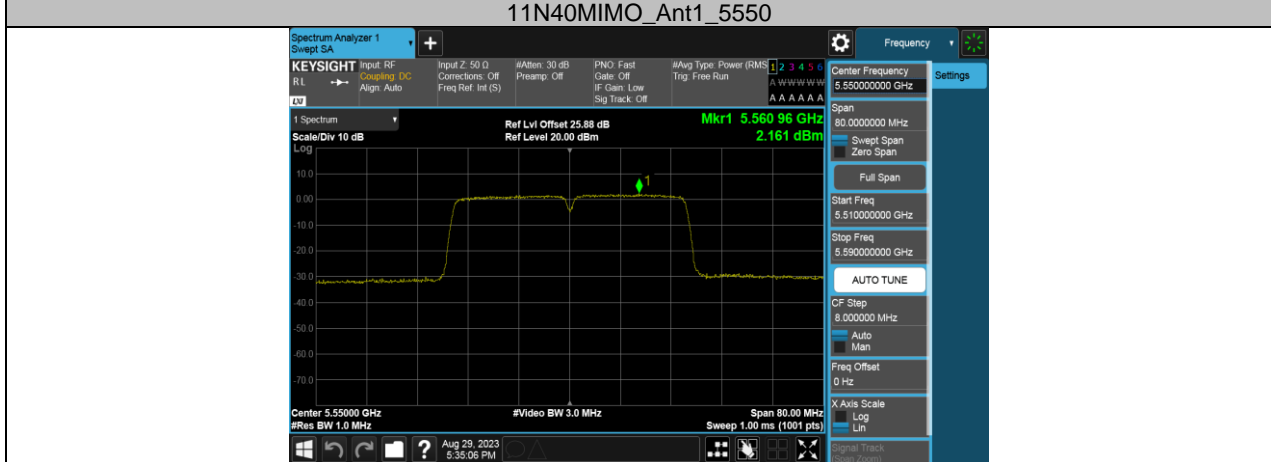 11N40MIMO_Ant1_5550
Spectrum Analyzer 1
Swept SA
+
Frequency
KEYSIGHT
RL
LXI
Input: RF
Coupling: DC
Align: Auto
Input Z: 50 Ω
Corrections: Off
Freq Ref: Int (S)
#Atten: 30 dB
Preamp: Off
PNO: Fast
Gate: Off
IF Gain: Low
Sig Track: Off
#Avg Type: Power (RMS
Trig: Free Run
1 2 3 4 5 6
A W W W W W
A A A A A A
1 Spectrum
Scale/Div 10 dB
Ref Lvl Offset 25.88 dB
Ref Level 20.00 dBm
Mkr1 5.560 96 GHz
2.161 dBm
Log
10.0
0.00
-10.0
-20.0
-30.0
-40.0
-50.0
-60.0
-70.0
1
Center 5.55000 GHz
#Res BW 1.0 MHz
#Video BW 3.0 MHz
Span 80.00 MHz
Sweep 1.00 ms (1001 pts)
Center Frequency
5.550000000 GHz
Settings
Span
80.0000000 MHz
Swept Span
Zero Span
Full Span
Start Freq
5.510000000 GHz
Stop Freq
5.590000000 GHz
AUTO TUNE
CF Step
8.000000 MHz
Auto
Man
Freq Offset
0 Hz
X Axis Scale
Log
Lin
Signal Track
(Span Zoom)
?
Aug 29, 2023
5:35:06 PM